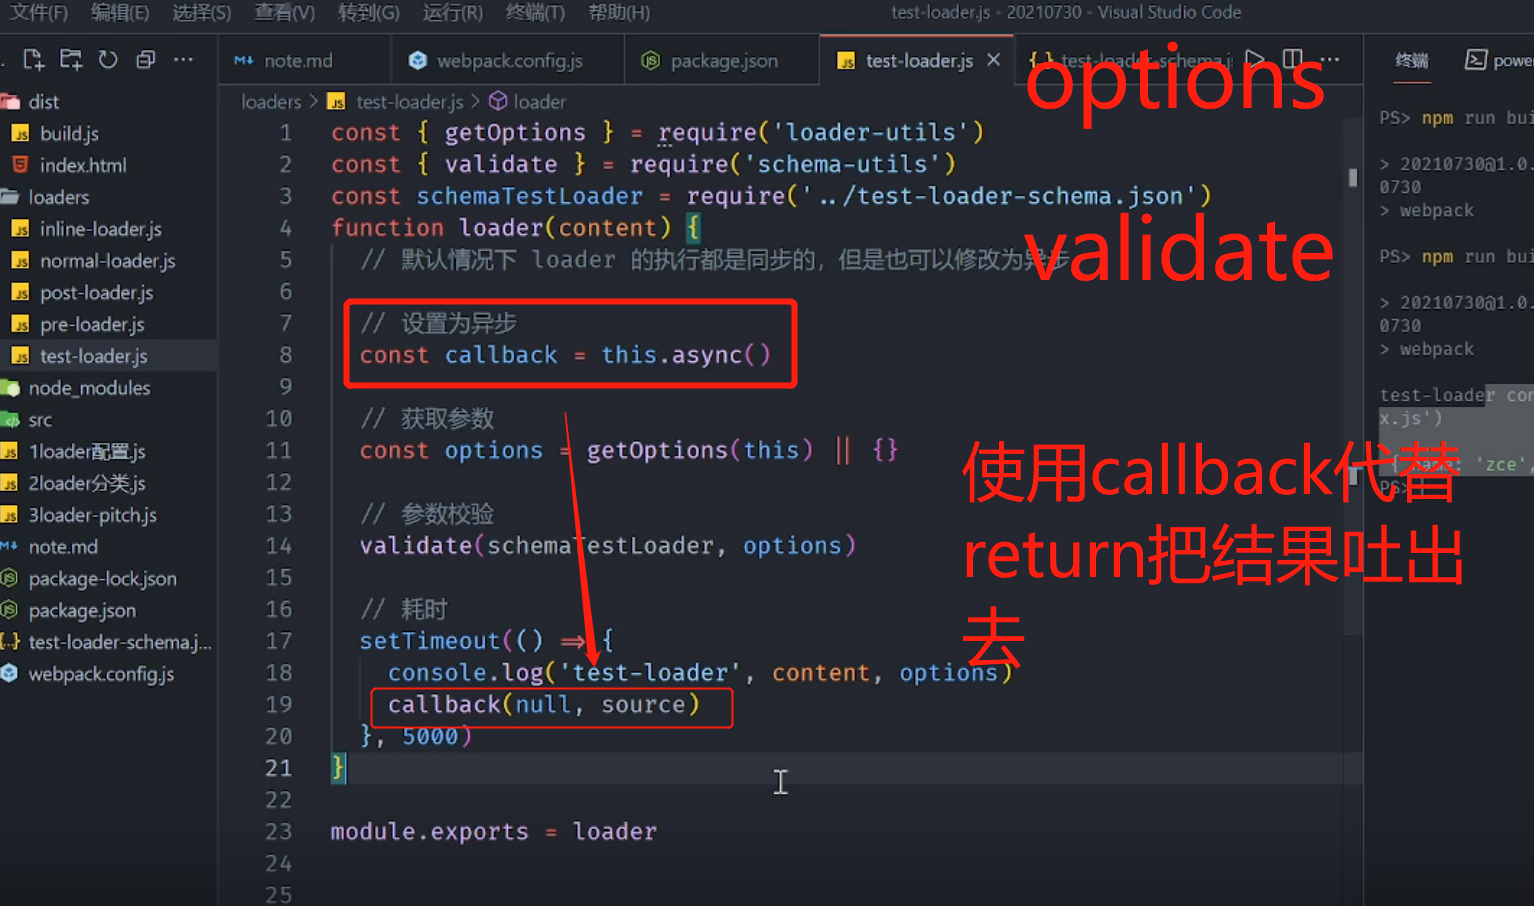 文件(F) 编辑(E) 选择(S) 查看(V) 转到(G) 运行(R) 终端(T) 帮助(H) test-loader.js - 20210730 - Visual Studio Code
note.md webpack.config.js package.json test-loader.js test-loader-schema.j
loaders > test-loader.js > loader
dist
build.js
index.html
loaders
inline-loader.js
normal-loader.js
post-loader.js
pre-loader.js
test-loader.js
node_modules
src
1loader配置.js
2loader分类.js
3loader-pitch.js
note.md
package-lock.json
package.json
test-loader-schema.j...
webpack.config.js
1 const { getOptions } = require('loader-utils')
2 const { validate } = require('schema-utils')
3 const schemaTestLoader = require('../test-loader-schema.json')
4 function loader(content) {
5 // 默认情况下 loader 的执行都是同步的，但是也可以修改为异步
6
7 // 设置为异步
8 const callback = this.async()
9
10 // 获取参数
11 const options = getOptions(this) || {}
12
13 // 参数校验
14 validate(schemaTestLoader, options)
15
16 // 耗时
17 setTimeout(() => {
18 console.log('test-loader', content, options)
19 callback(null, source)
20 }, 5000)
21 }
22
23 module.exports = loader
24
25
options
validate
使用callback代替
return把结果吐出
去
终端 powe
PS> npm run bui
> 20210730@1.0.
0730
> webpack
PS> npm run bui
> 20210730@1.0.
0730
> webpack
test-loader con
x.js')
{ name: 'zce',
PS>